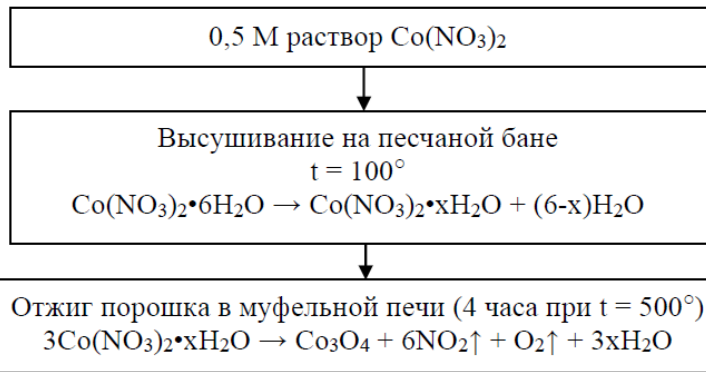 0,5 М раствор Co(NO₃)₂
Высушивание на песчаной бане
t = 100°
Co(NO₃)₂•6H₂O → Co(NO₃)₂•xH₂O + (6-x)H₂O
Отжиг порошка в муфельной печи (4 часа при t = 500°)
3Co(NO₃)₂•xH₂O → Co₃O₄ + 6NO₂↑ + O₂↑ + 3xH₂O